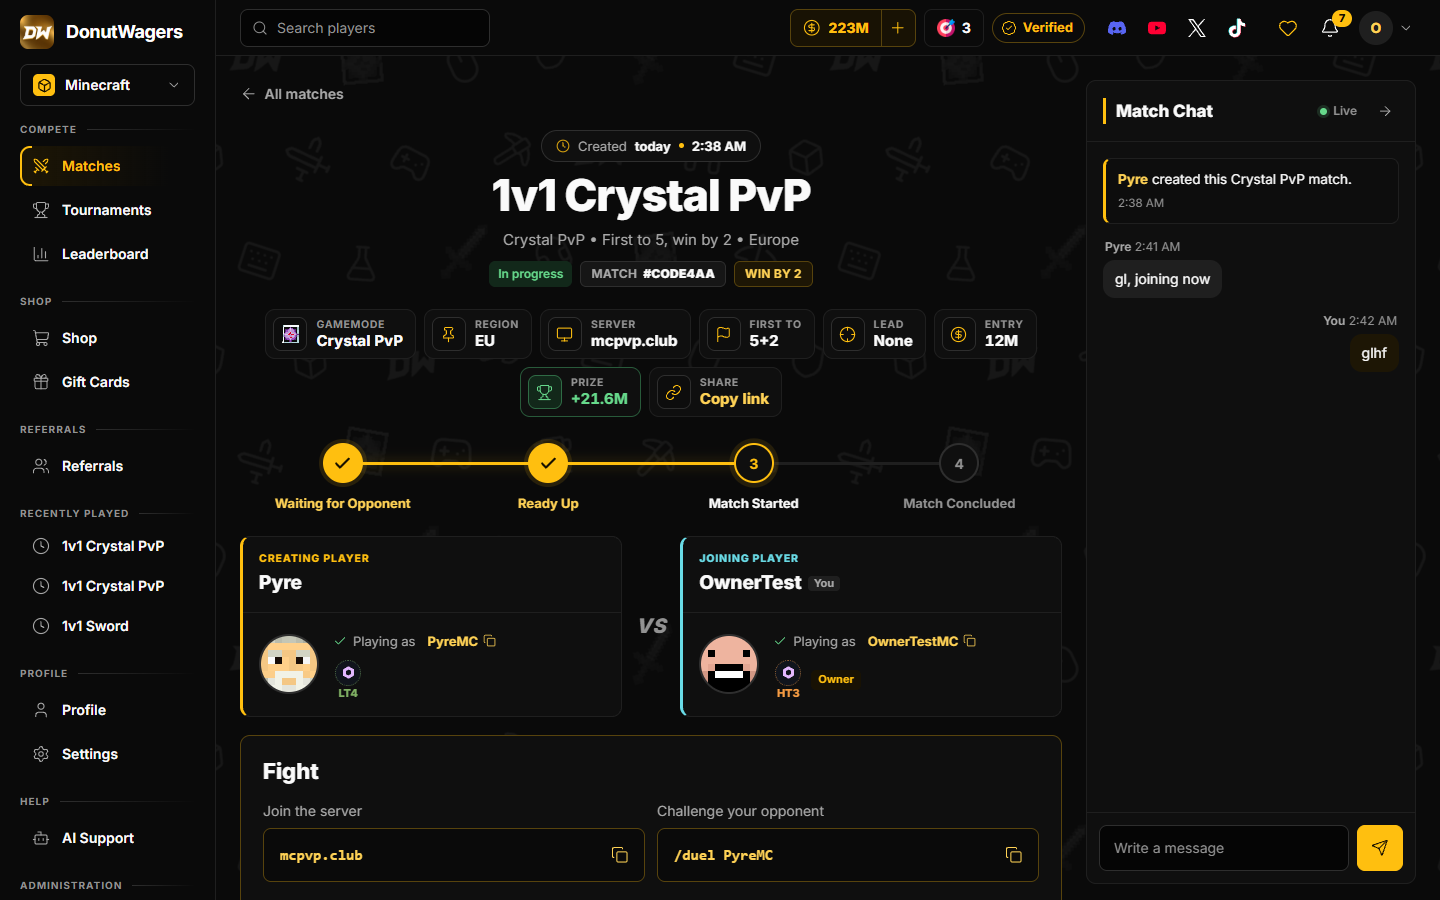 DW
DonutWagers
Search players
223M
3
Verified
7
O
Minecraft
COMPETE
Matches
Tournaments
Leaderboard
SHOP
Shop
Gift Cards
REFERRALS
Referrals
RECENTLY PLAYED
1v1 Crystal PvP
1v1 Crystal PvP
1v1 Sword
PROFILE
Profile
Settings
HELP
AI Support
ADMINISTRATION
All matches
Created today • 2:38 AM
1v1 Crystal PvP
Crystal PvP • First to 5, win by 2 • Europe
In progress
MATCH #CODE4AA
WIN BY 2
GAMEMODE
Crystal PvP
REGION
EU
SERVER
mcpvp.club
FIRST TO
5+2
LEAD
None
ENTRY
12M
PRIZE
+21.6M
SHARE
Copy link
3
4
Waiting for Opponent
Ready Up
Match Started
Match Concluded
CREATING PLAYER
Pyre
Playing as PyreMC
LT4
VS
JOINING PLAYER
OwnerTest You
Playing as OwnerTestMC
HT3
Owner
Fight
Join the server
mcpvp.club
Challenge your opponent
/duel PyreMC
Match Chat
Live
Pyre created this Crystal PvP match.
2:38 AM
Pyre 2:41 AM
gl, joining now
You 2:42 AM
glhf
Write a message